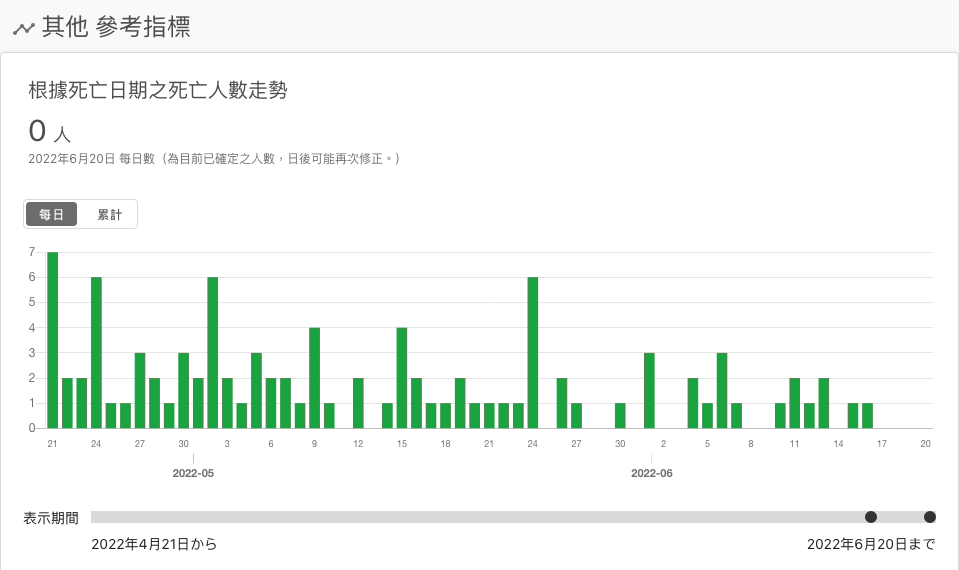 其他 參考指標
根據死亡日期之死亡人數走勢
0 人
2022年6月20日 每日數（為目前已確定之人數，日後可能再次修正。）
每日 累計
7
6
5
4
3
2
1
0
21 24 27 30 3 6 9 12 15 18 21 24 27 30 2 5 8 11 14 17 20
2022-05 2022-06
表示期間
2022年4月21日から 2022年6月20日まで